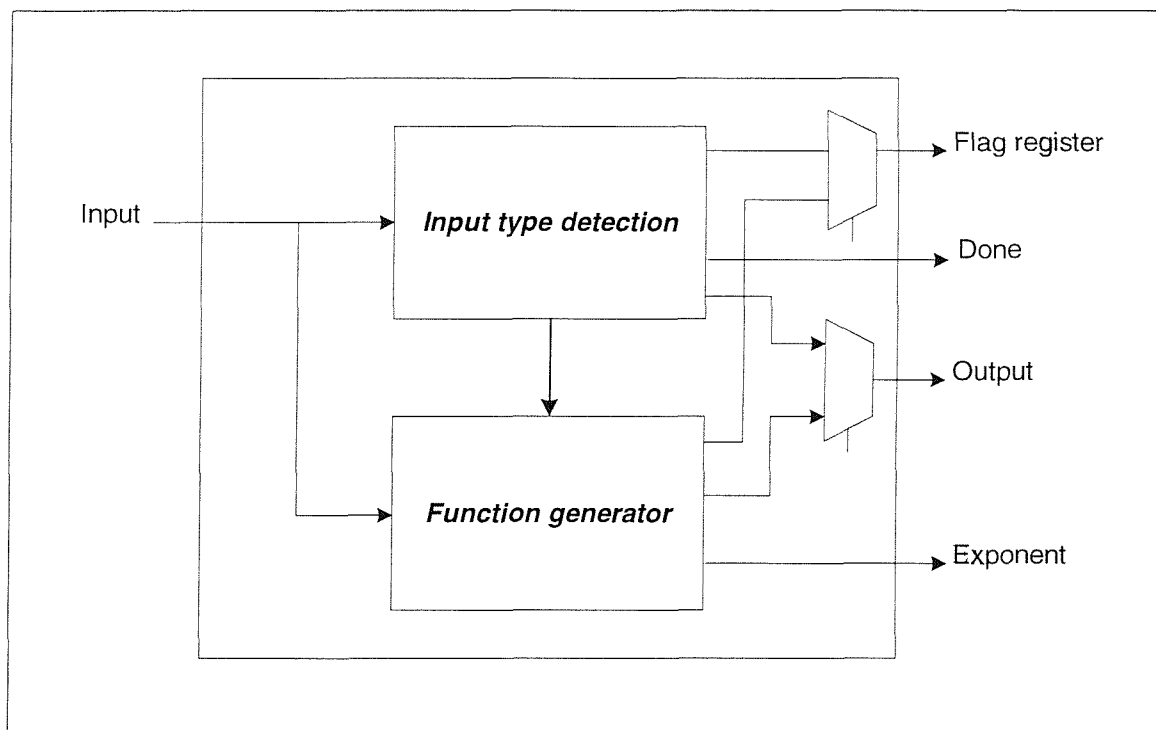 Flag register
Input
Input type detection
Done
Output
Function generator
Exponent